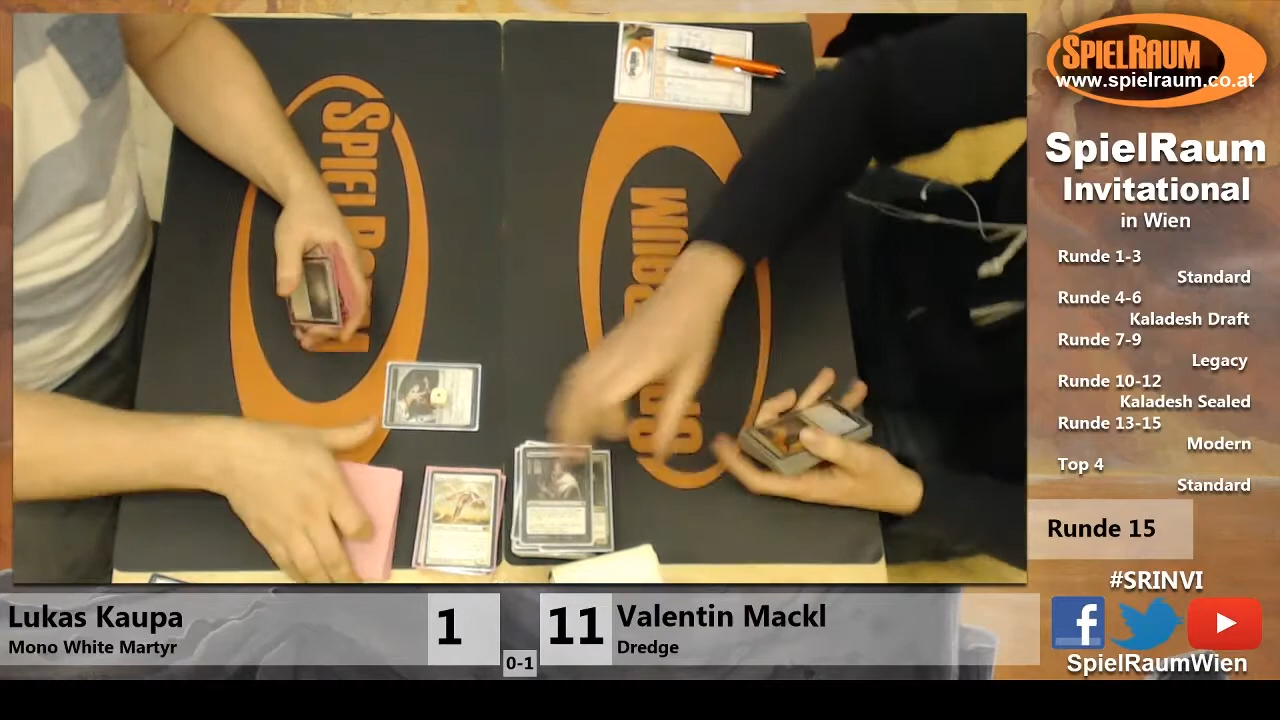 SPIELRAUM
www.spielraum.co.at
SpielRaum
Invitational
in Wien
Runde 1-3
Standard
Runde 4-6
Kaladesh Draft
Runde 7-9
Legacy
Runde 10-12
Kaladesh Sealed
Runde 13-15
Modern
Top 4
Standard
Runde 15
#SRINVI
SpielRaumWien
Lukas Kaupa
Mono White Martyr
1
0-1
11
Valentin Mackl
Dredge